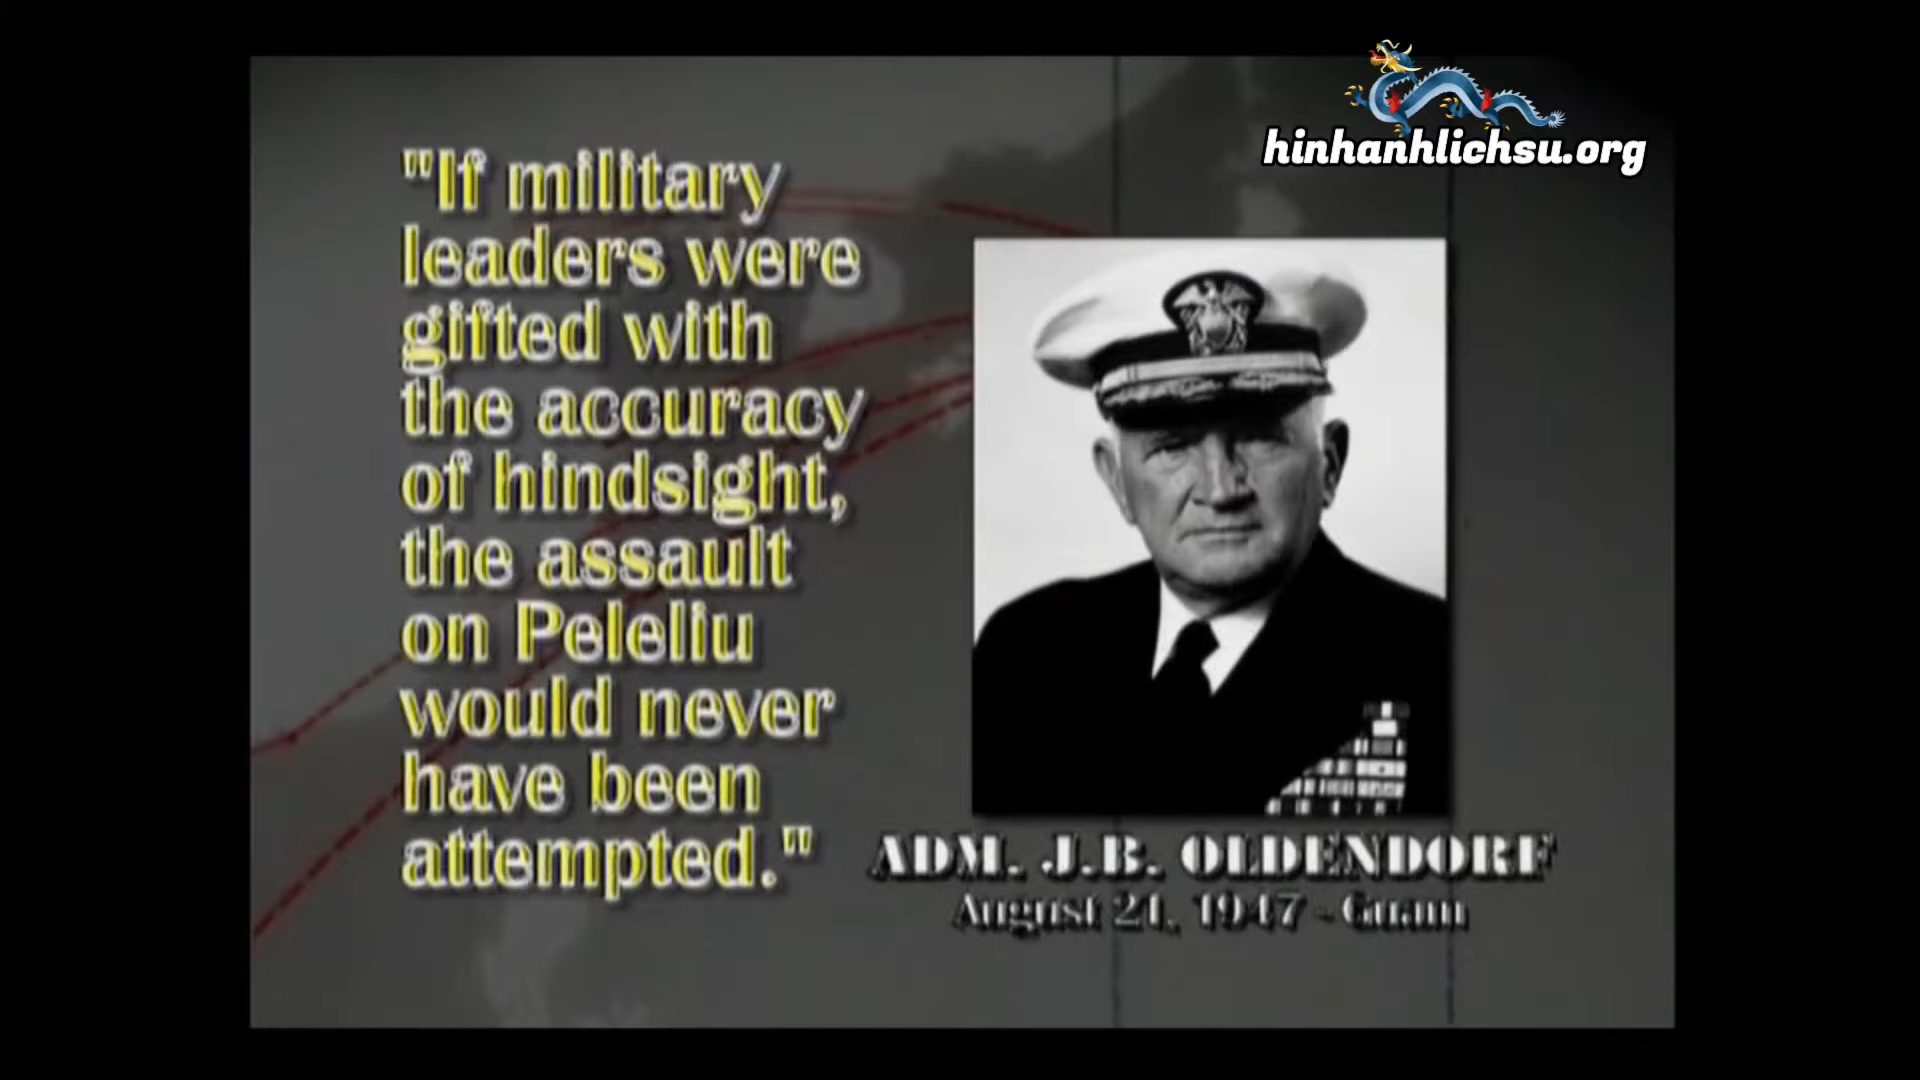 hinhanhlichsu.org
"If military
leaders were
gifted with
the accuracy
of hindsight,
the assault
on Peleliu
would never
have been
attempted."
ADM. J.B. OLDENDORF
August 21, 1947 - Guam